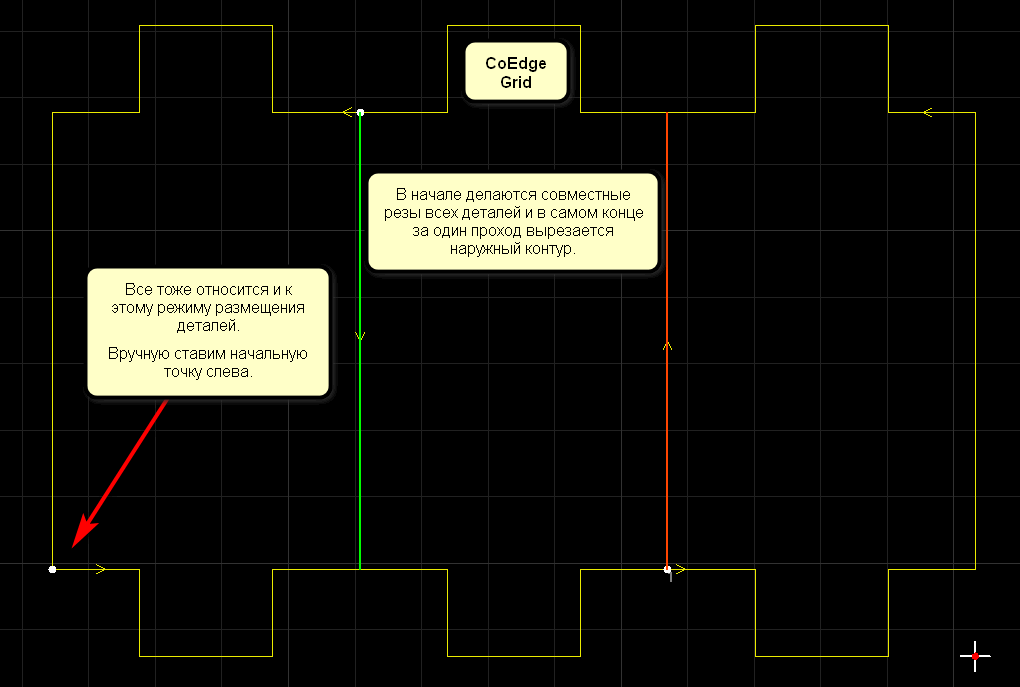 CoEdge
Grid
В начале делаются совместные
резы всех деталей и в самом конце
за один проход вырезается
наружный контур.
Все тоже относится и к
этому режиму размещения
деталей.
Вручную ставим начальную
точку слева.